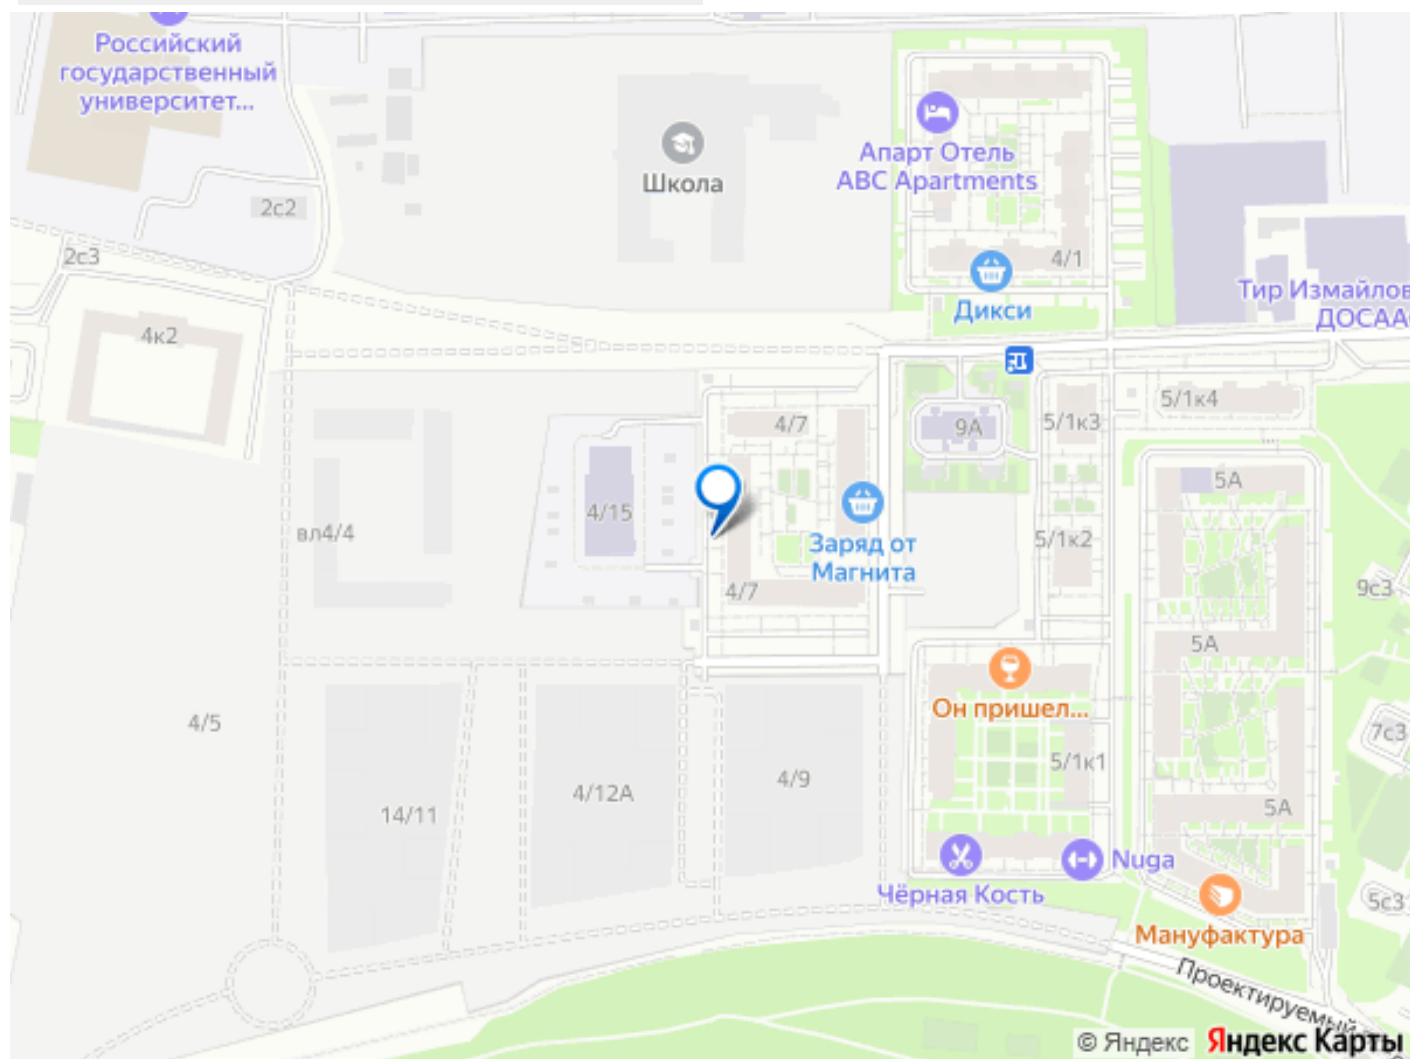 Российский
государственный
университет...
Школа
Апарт Отель
ABC Apartments
2с2
4/1
2с3
Дикси
Тир Измайлов
ДОСААФ
4к2
5/1к4
4/7
9А
5/1к3
5А
4/15
вл4/4
Заряд от
Магнита
5/1к2
4/7
9с3
5А
Он пришел...
4/5
7с3
5/1к1
4/9
4/12А
14/11
5А
Nuga
Чёрная Кость
5с3
Мануфактура
Проектируемый
© Яндекс Яндекс Карты